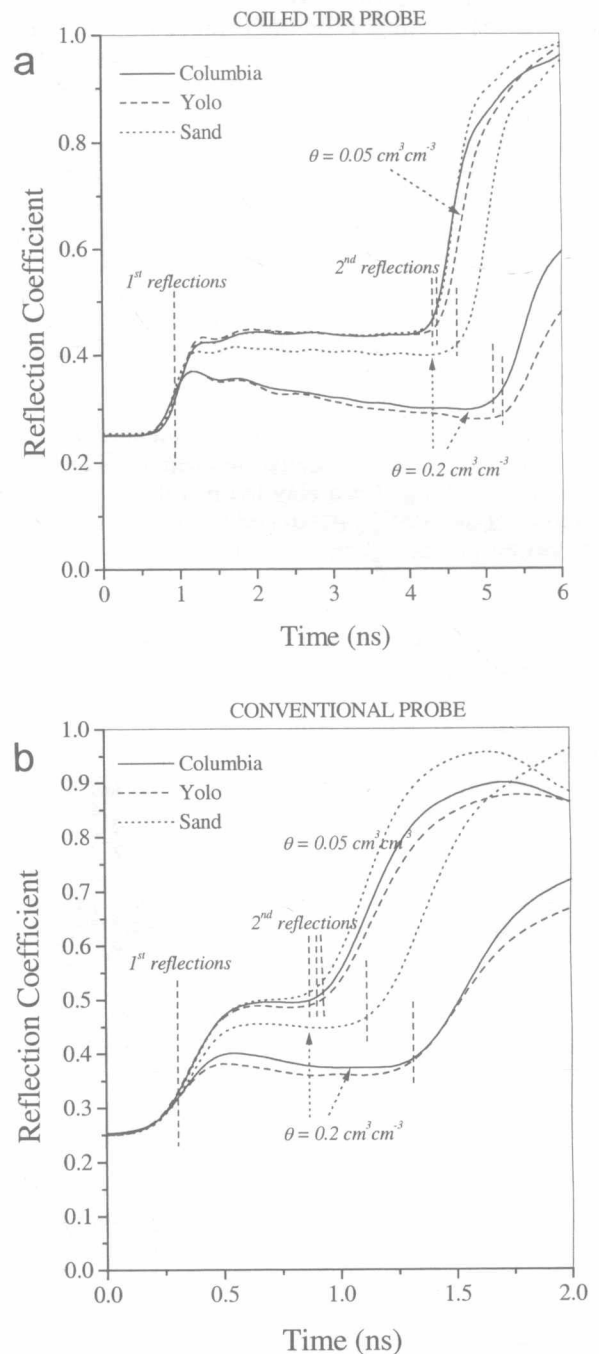 COILED TDR PROBE
a
Columbia
Yolo
Sand
θ = 0.05 cm³cm⁻³
1st reflections
2nd reflections
θ = 0.2 cm³cm⁻³
Reflection Coefficient
1.0
0.8
0.6
0.4
0.2
0.0
0 1 2 3 4 5 6
Time (ns)
CONVENTIONAL PROBE
b
Columbia
Yolo
Sand
θ = 0.05 cm³cm⁻³
2nd reflections
1st reflections
θ = 0.2 cm³cm⁻³
Reflection Coefficient
1.0
0.9
0.8
0.7
0.6
0.5
0.4
0.3
0.2
0.1
0.0
0.0 0.5 1.0 1.5 2.0
Time (ns)